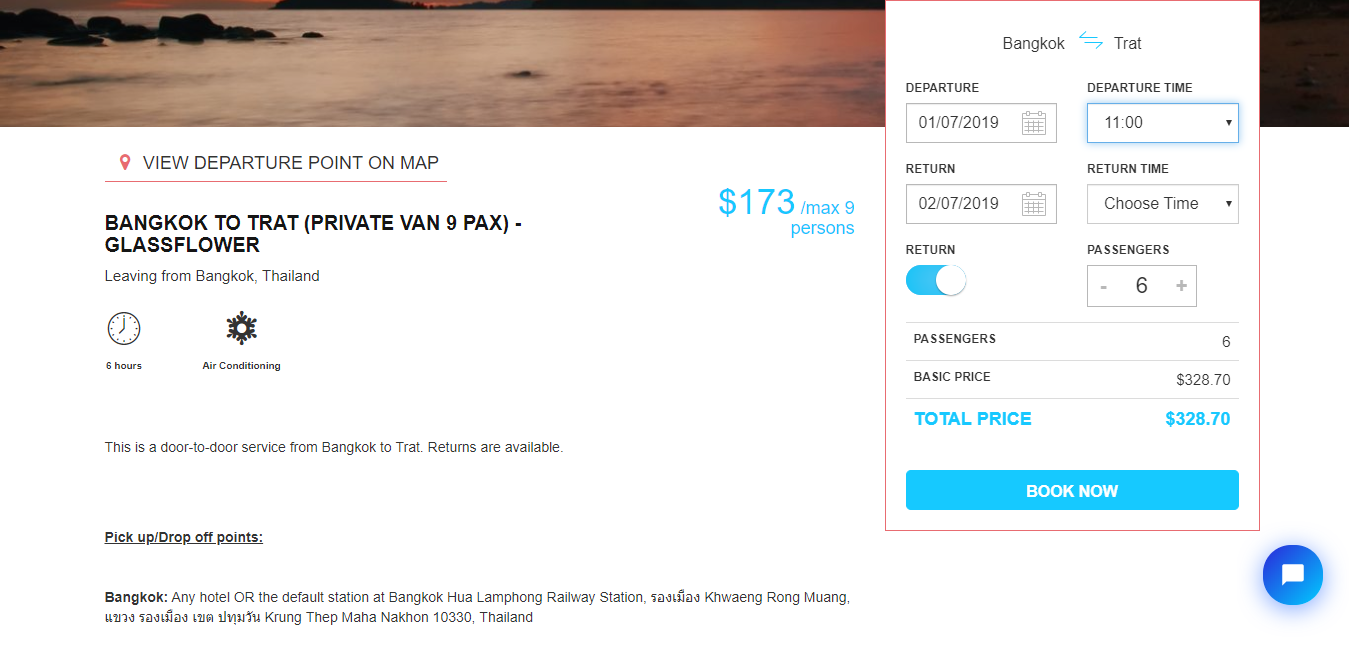 VIEW DEPARTURE POINT ON MAP
$173 /max 9
persons
BANGKOK TO TRAT (PRIVATE VAN 9 PAX) -
GLASSFLOWER
Leaving from Bangkok, Thailand
6 hours
Air Conditioning
This is a door-to-door service from Bangkok to Trat. Returns are available.
Pick up/Drop off points:
Bangkok: Any hotel OR the default station at Bangkok Hua Lamphong Railway Station, รองเมือง Khwaeng Rong Muang,
แขวง รองเมือง เขต ปทุมวัน Krung Thep Maha Nakhon 10330, Thailand
Bangkok Trat
DEPARTURE DEPARTURE TIME
01/07/2019 11:00
RETURN RETURN TIME
02/07/2019 Choose Time
RETURN PASSENGERS
- 6 +
PASSENGERS 6
BASIC PRICE $328.70
TOTAL PRICE $328.70
BOOK NOW